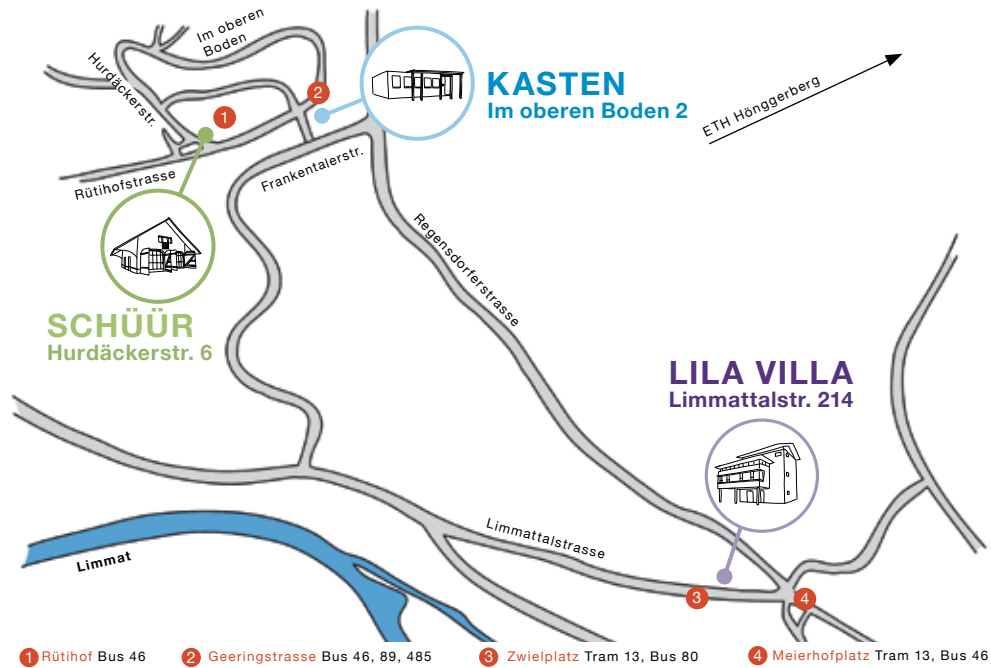 Im oberen
Boden
Hurdäckerstr.
2
1
KASTEN
Im oberen Boden 2
ETH Hönggerberg
Rütihofstrasse
Frankentalerstr.
Regensdorferstrasse
SCHÜÜR
Hurdäckerstr. 6
LILA VILLA
Limmattalstr. 214
Limmattalstrasse
Limmat
3
4
1 Rütihof Bus 46
2 Geeringstrasse Bus 46, 89, 485
3 Zwielplatz Tram 13, Bus 80
4 Meierhofplatz Tram 13, Bus 46